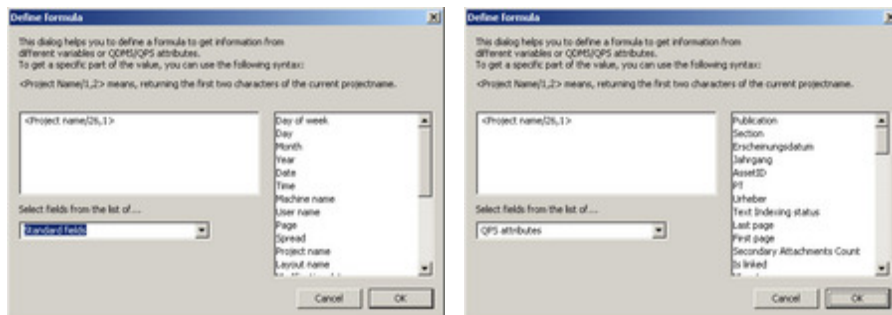 Define formula
This dialog helps you to define a formula to get information from
different variables or QDMS/QPS attributes.
To get a specific part of the value, you can use the following syntax:
<Project Name/1,2> means, returning the first two characters of the current projectname.
<Project name/26,1>
Day of week
Day
Month
Year
Date
Time
Machine name
User name
Page
Spread
Project name
Layout name
Select fields from the list of...
Standard fields
Cancel
OK
Define formula
This dialog helps you to define a formula to get information from
different variables or QDMS/QPS attributes.
To get a specific part of the value, you can use the following syntax:
<Project Name/1,2> means, returning the first two characters of the current projectname.
<Project name/26,1>
Publication
Section
Erscheinungsdatum
Jahrgang
AssetID
PT
Urheber
Text Indexing status
Last page
First page
Secondary Attachments Count
Is linked
Select fields from the list of...
QPS attributes
Cancel
OK